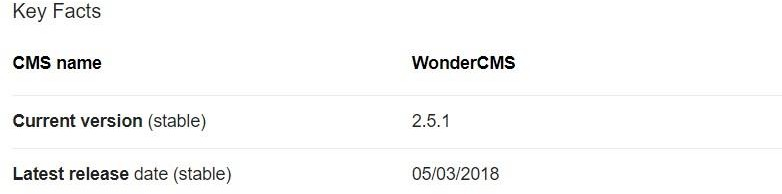 Key Facts
CMS name WonderCMS
Current version (stable) 2.5.1
Latest release date (stable) 05/03/2018